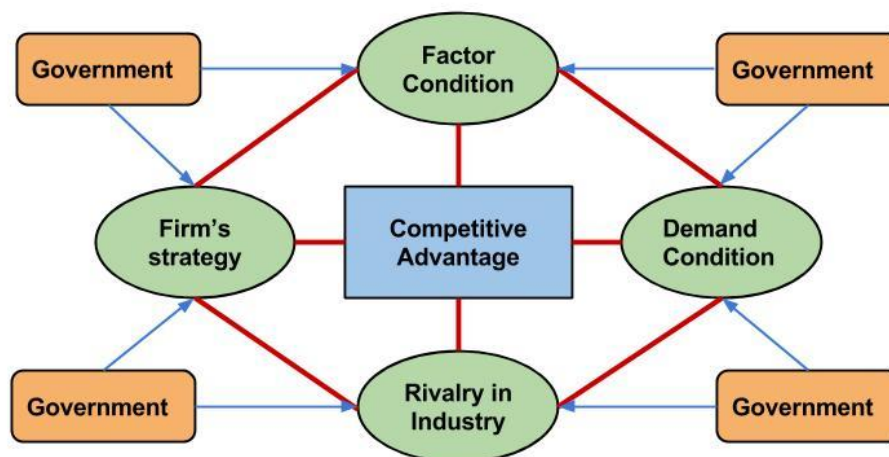 Government
Factor
Condition
Government
Firm's
strategy
Competitive
Advantage
Demand
Condition
Government
Rivalry in
Industry
Government